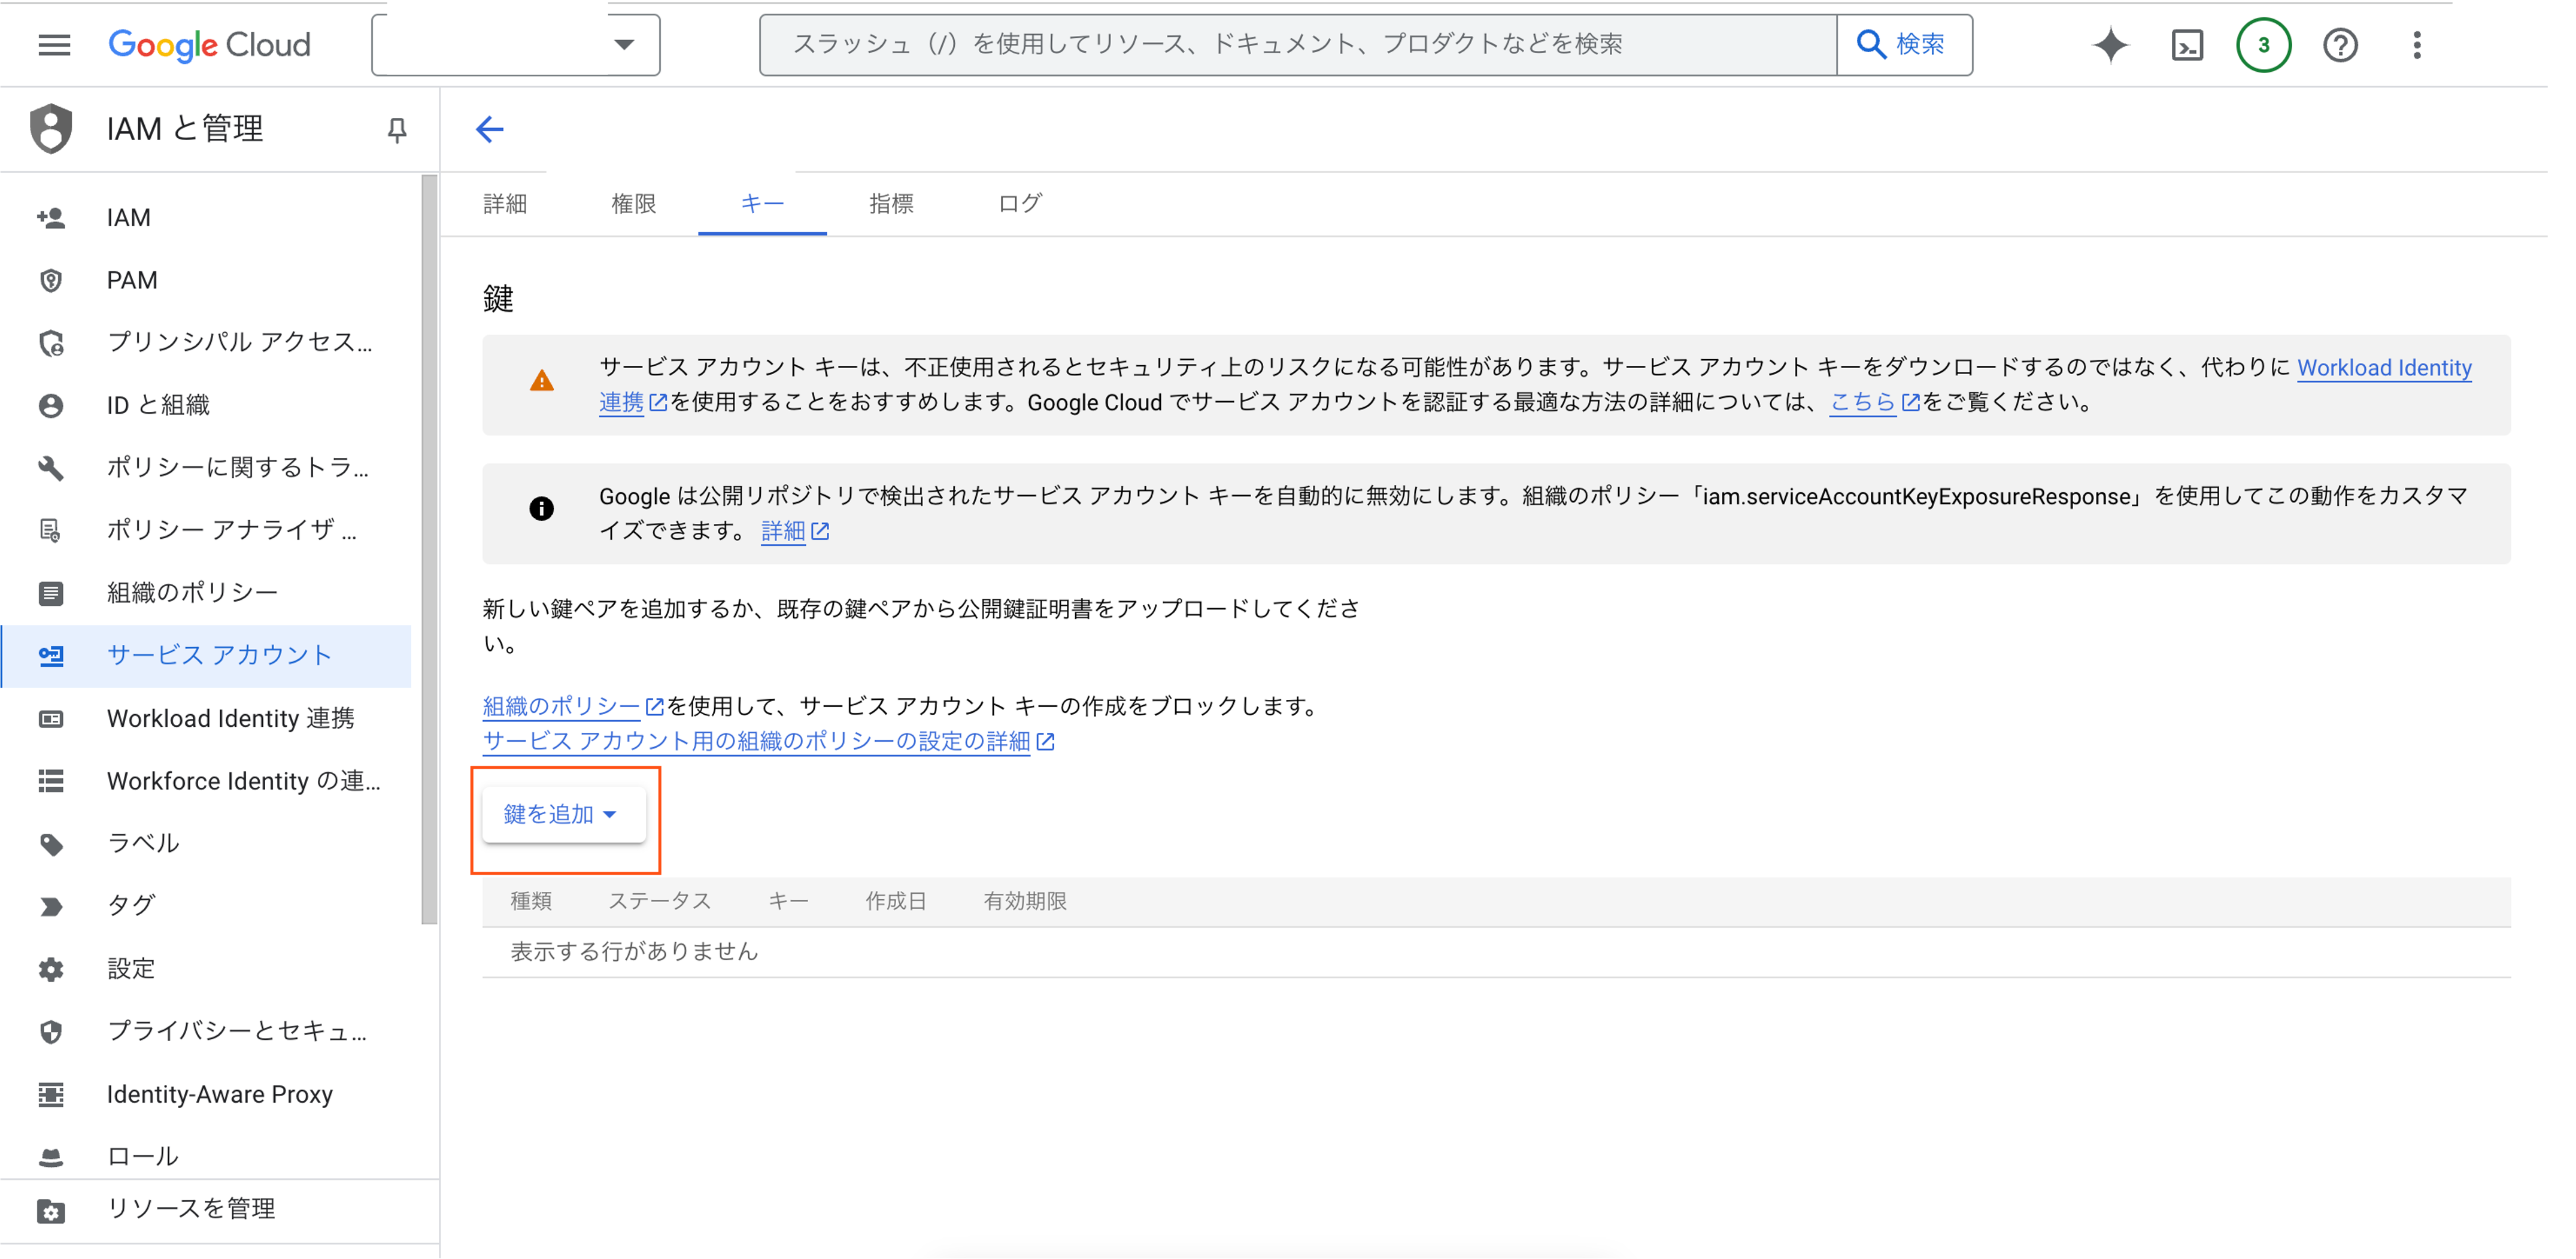 Google Cloud
スラッシュ（/）を使用してリソース、ドキュメント、プロダクトなどを検索
検索
3
IAM と管理
IAM
PAM
プリンシパル アクセス...
ID と組織
ポリシーに関するトラ...
ポリシー アナライザ ...
組織のポリシー
サービス アカウント
Workload Identity 連携
Workforce Identity の連...
ラベル
タグ
設定
プライバシーとセキュ...
Identity-Aware Proxy
ロール
リソースを管理
詳細
権限
キー
指標
ログ
鍵
サービス アカウント キーは、不正使用されるとセキュリティ上のリスクになる可能性があります。サービス アカウント キーをダウンロードするのではなく、代わりに Workload Identity
連携を使用することをおすすめします。Google Cloud でサービス アカウントを認証する最適な方法の詳細については、こちらをご覧ください。
Google は公開リポジトリで検出されたサービス アカウント キーを自動的に無効にします。組織のポリシー「iam.serviceAccountKeyExposureResponse」を使用してこの動作をカスタマ
イズできます。 詳細
新しい鍵ペアを追加するか、既存の鍵ペアから公開鍵証明書をアップロードしてくださ
い。
組織のポリシーを使用して、サービス アカウント キーの作成をブロックします。
サービス アカウント用の組織のポリシーの設定の詳細
鍵を追加
種類 ステータス キー 作成日 有効期限
表示する行がありません